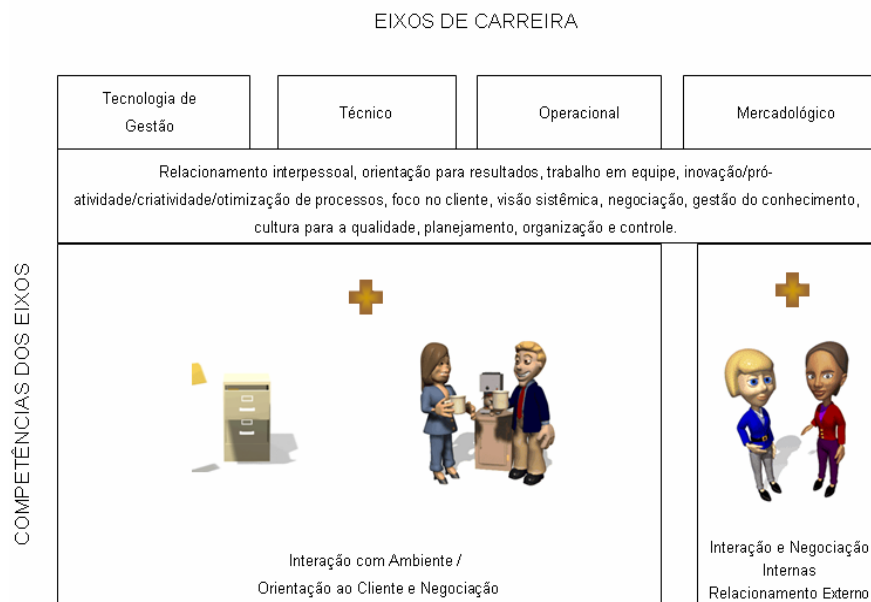 EIXOS DE CARREIRA
Tecnologia de
Gestão
Técnico
Operacional
Mercadológico
Relacionamento interpessoal, orientação para resultados, trabalho em equipe, inovação/pró-
atividade/criatividade/otimização de processos, foco no cliente, visão sistêmica, negociação, gestão do conhecimento,
cultura para a qualidade, planejamento, organização e controle.
COMPETÊNCIAS DOS EIXOS
Interação com Ambiente /
Orientação ao Cliente e Negociação
Interação e Negociação
Internas
Relacionamento Externo